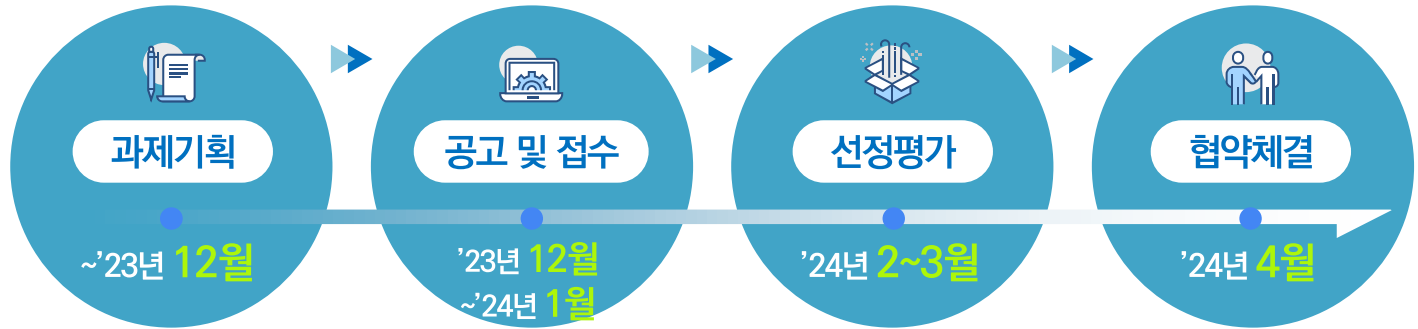 과제기획
공고 및 접수
선정평가
협약체결
~’23년 12월
’23년 12월
~’24년 1월
’24년 2~3월
’24년 4월